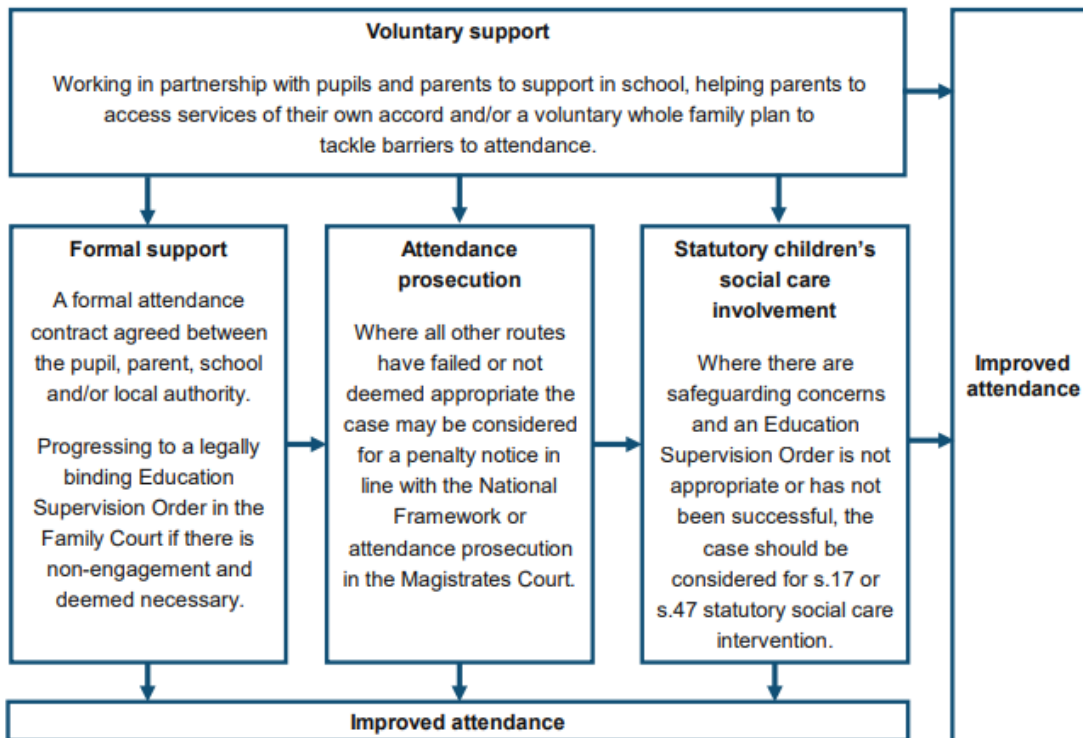 Voluntary support
Working in partnership with pupils and parents to support in school, helping parents to
access services of their own accord and/or a voluntary whole family plan to
tackle barriers to attendance.
Formal support
A formal attendance
contract agreed between
the pupil, parent, school
and/or local authority.
Progressing to a legally
binding Education
Supervision Order in the
Family Court if there is
non-engagement and
deemed necessary.
Attendance
prosecution
Where all other routes
have failed or not
deemed appropriate the
case may be considered
for a penalty notice in
line with the National
Framework or
attendance prosecution
in the Magistrates Court.
Statutory children’s
social care
involvement
Where there are
safeguarding concerns
and an Education
Supervision Order is not
appropriate or has not
been successful, the
case should be
considered for s.17 or
s.47 statutory social care
intervention.
Improved
attendance
Improved attendance